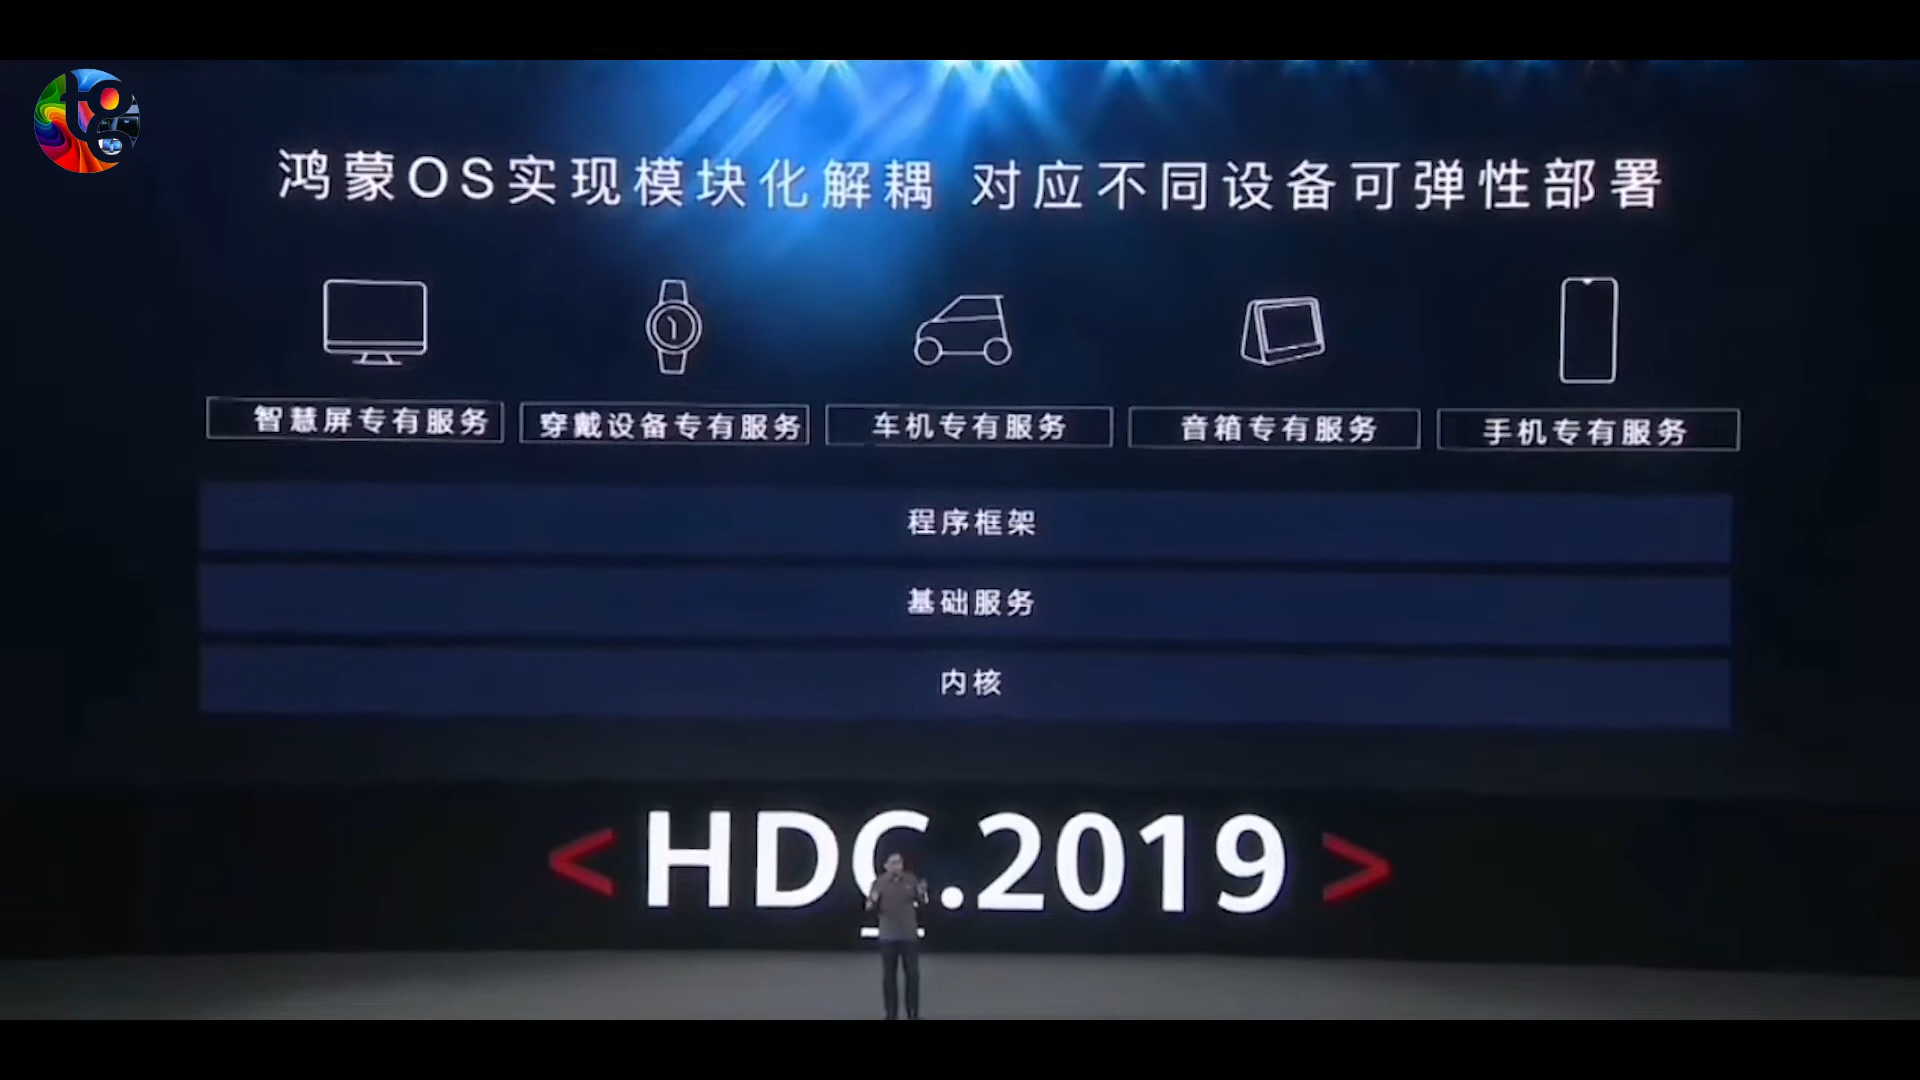 tg
鸿蒙OS实现模块化解耦 对应不同设备可弹性部署
智慧屏专有服务
穿戴设备专有服务
车机专有服务
音箱专有服务
手机专有服务
程序框架
基础服务
内核
<HDC.2019>